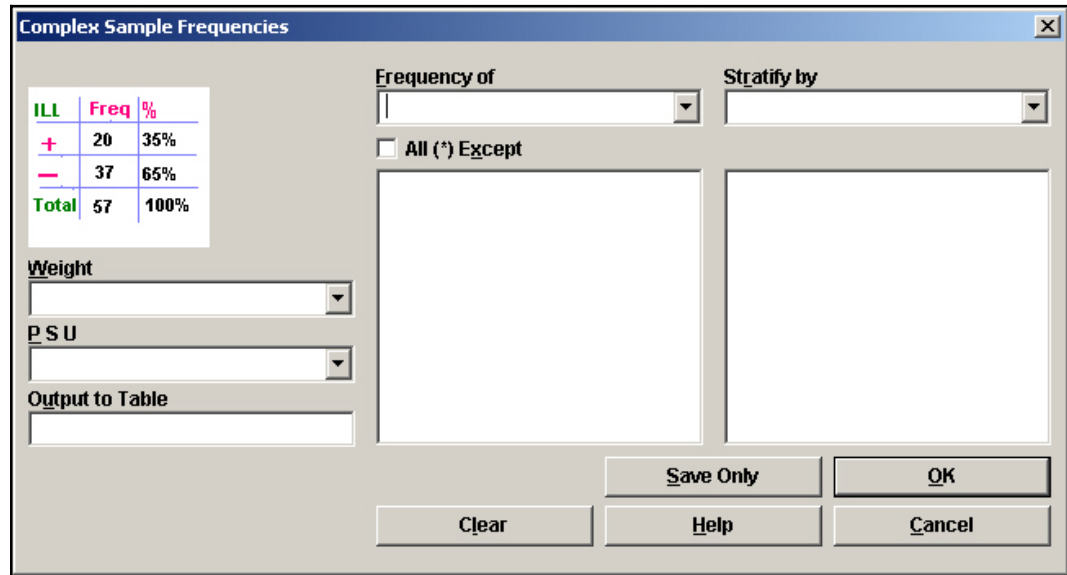 Complex Sample Frequencies
ILL Freq %
+ 20 35%
— 37 65%
Total 57 100%
Weight
P S U
Output to Table
Frequency of
All (*) Except
Stratify by
Save Only
OK
Clear
Help
Cancel